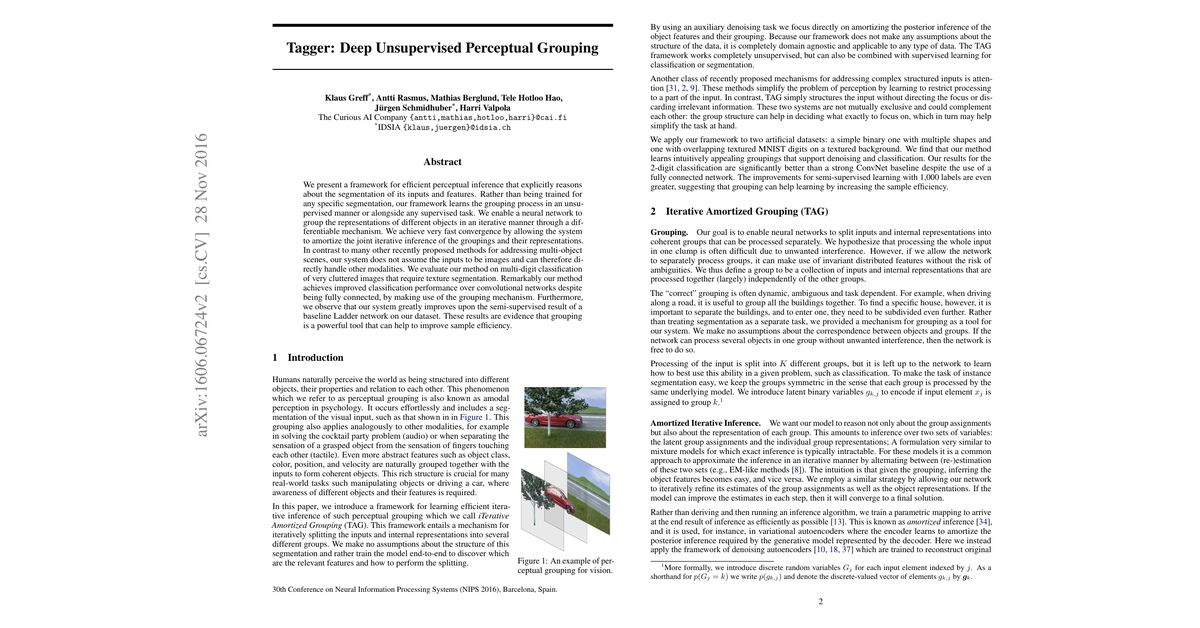 arXiv:1606.06724v2 [cs.CV] 28 Nov 2016
Tagger: Deep Unsupervised Perceptual Grouping
Klaus Greff*, Antti Rasmus, Mathias Berglund, Tele Hotloo Hao,
Jürgen Schmidhuber*, Harri Valpola
The Curious AI Company {antti,mathias,hotloo,harri}@cai.fi
*IDSIA {klaus,juergen}@idsia.ch
Abstract
We present a framework for efficient perceptual inference that explicitly reasons
about the segmentation of its inputs and features. Rather than being trained for
any specific segmentation, our framework learns the grouping process in an unsu-
pervised manner or alongside any supervised task. We enable a neural network to
group the representations of different objects in an iterative manner through a dif-
ferentiable mechanism. We achieve very fast convergence by allowing the system
to amortize the joint iterative inference of the groupings and their representations.
In contrast to many other recently proposed methods for addressing multi-object
scenes, our system does not assume the inputs to be images and can therefore di-
rectly handle other modalities. We evaluate our method on multi-digit classification
of very cluttered images that require texture segmentation. Remarkably our method
achieves improved classification performance over convolutional networks despite
being fully connected, by making use of the grouping mechanism. Furthermore,
we observe that our system greatly improves upon the semi-supervised result of a
baseline Ladder network on our dataset. These results are evidence that grouping
is a powerful tool that can help to improve sample efficiency.
1 Introduction
Humans naturally perceive the world as being structured into different
objects, their properties and relation to each other. This phenomenon
which we refer to as perceptual grouping is also known as amodal
perception in psychology. It occurs effortlessly and includes a seg-
mentation of the visual input, such as that shown in in Figure 1. This
grouping also applies analogously to other modalities, for example
in solving the cocktail party problem (audio) or when separating the
sensation of a grasped object from the sensation of fingers touching
each other (tactile). Even more abstract features such as object class,
color, position, and velocity are naturally grouped together with the
inputs to form coherent objects. This rich structure is crucial for many
real-world tasks such manipulating objects or driving a car, where
awareness of different objects and their features is required.
In this paper, we introduce a framework for learning efficient itera-
tive inference of such perceptual grouping which we call iTerative
Amortized Grouping (TAG). This framework entails a mechanism for
iteratively splitting the inputs and internal representations into several
different groups. We make no assumptions about the structure of this
segmentation and rather train the model end-to-end to discover which
are the relevant features and how to perform the splitting.
Figure 1: An example of per-
ceptual grouping for vision.
30th Conference on Neural Information Processing Systems (NIPS 2016), Barcelona, Spain.
By using an auxiliary denoising task we focus directly on amortizing the posterior inference of the
object features and their grouping. Because our framework does not make any assumptions about the
structure of the data, it is completely domain agnostic and applicable to any type of data. The TAG
framework works completely unsupervised, but can also be combined with supervised learning for
classification or segmentation.
Another class of recently proposed mechanisms for addressing complex structured inputs is atten-
tion [31, 2, 9]. These methods simplify the problem of perception by learning to restrict processing
to a part of the input. In contrast, TAG simply structures the input without directing the focus or dis-
carding irrelevant information. These two systems are not mutually exclusive and could complement
each other: the group structure can help in deciding what exactly to focus on, which in turn may help
simplify the task at hand.
We apply our framework to two artificial datasets: a simple binary one with multiple shapes and
one with overlapping textured MNIST digits on a textured background. We find that our method
learns intuitively appealing groupings that support denoising and classification. Our results for the
2-digit classification are significantly better than a strong ConvNet baseline despite the use of a
fully connected network. The improvements for semi-supervised learning with 1,000 labels are even
greater, suggesting that grouping can help learning by increasing the sample efficiency.
2 Iterative Amortized Grouping (TAG)
Grouping. Our goal is to enable neural networks to split inputs and internal representations into
coherent groups that can be processed separately. We hypothesize that processing the whole input
in one clump is often difficult due to unwanted interference. However, if we allow the network
to separately process groups, it can make use of invariant distributed features without the risk of
ambiguities. We thus define a group to be a collection of inputs and internal representations that are
processed together (largely) independently of the other groups.
The “correct” grouping is often dynamic, ambiguous and task dependent. For example, when driving
along a road, it is useful to group all the buildings together. To find a specific house, however, it is
important to separate the buildings, and to enter one, they need to be subdivided even further. Rather
than treating segmentation as a separate task, we provided a mechanism for grouping as a tool for
our system. We make no assumptions about the correspondence between objects and groups. If the
network can process several objects in one group without unwanted interference, then the network is
free to do so.
Processing of the input is split into K different groups, but it is left up to the network to learn
how to best use this ability in a given problem, such as classification. To make the task of instance
segmentation easy, we keep the groups symmetric in the sense that each group is processed by the
same underlying model. We introduce latent binary variables g_{k,j} to encode if input element x_j is
assigned to group k.¹
Amortized Iterative Inference. We want our model to reason not only about the group assignments
but also about the representation of each group. This amounts to inference over two sets of variables:
the latent group assignments and the individual group representations; A formulation very similar to
mixture models for which exact inference is typically intractable. For these models it is a common
approach to approximate the inference in an iterative manner by alternating between (re-)estimation
of these two sets (e.g., EM-like methods [8]). The intuition is that given the grouping, inferring the
object features becomes easy, and vice versa. We employ a similar strategy by allowing our network
to iteratively refine its estimates of the group assignments as well as the object representations. If the
model can improve the estimates in each step, then it will converge to a final solution.
Rather than deriving and then running an inference algorithm, we train a parametric mapping to arrive
at the end result of inference as efficiently as possible [13]. This is known as amortized inference [34],
and it is used, for instance, in variational autoencoders where the encoder learns to amortize the
posterior inference required by the generative model represented by the decoder. Here we instead
apply the framework of denoising autoencoders [10, 18, 37] which are trained to reconstruct original
¹More formally, we introduce discrete random variables G_j for each input element indexed by j. As a
shorthand for p(G_j = k) we write p(g_{k,j}) and denote the discrete-valued vector of elements g_{k,j} by g_k.
2